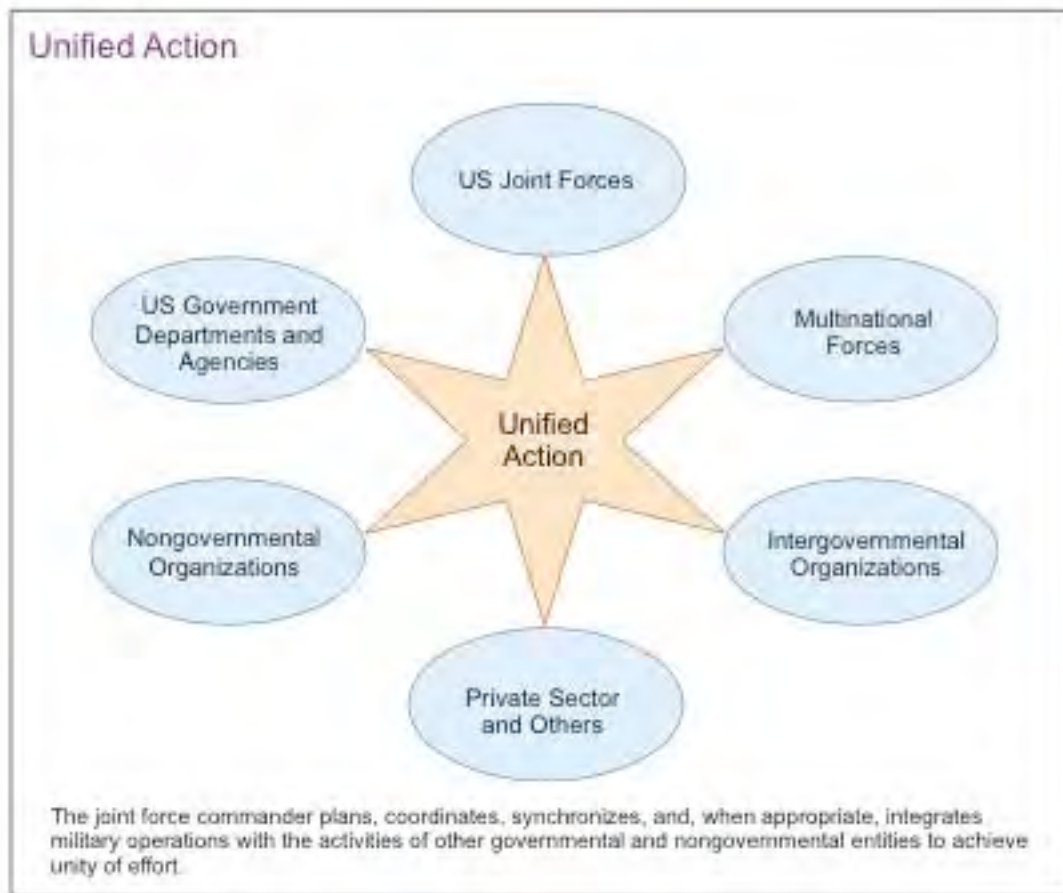 Unified Action
US Joint Forces
US Government
Departments and
Agencies
Multinational
Forces
Unified
Action
Nongovernmental
Organizations
Intergovernmental
Organizations
Private Sector
and Others
The joint force commander plans, coordinates, synchronizes, and, when appropriate, integrates
military operations with the activities of other governmental and nongovernmental entities to achieve
unity of effort.